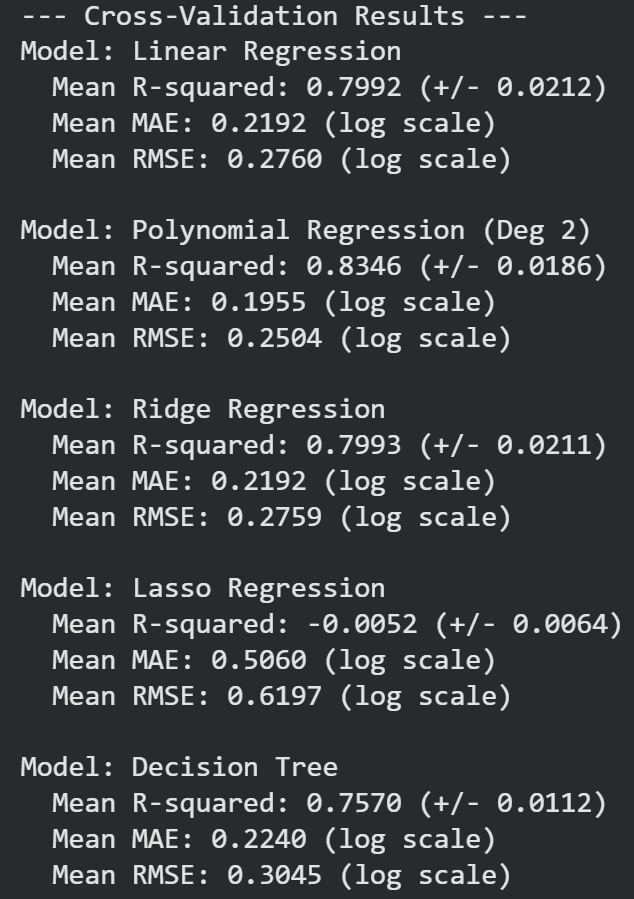 --- Cross-Validation Results ---
Model: Linear Regression
  Mean R-squared: 0.7992 (+/- 0.0212)
  Mean MAE: 0.2192 (log scale)
  Mean RMSE: 0.2760 (log scale)

Model: Polynomial Regression (Deg 2)
  Mean R-squared: 0.8346 (+/- 0.0186)
  Mean MAE: 0.1955 (log scale)
  Mean RMSE: 0.2504 (log scale)

Model: Ridge Regression
  Mean R-squared: 0.7993 (+/- 0.0211)
  Mean MAE: 0.2192 (log scale)
  Mean RMSE: 0.2759 (log scale)

Model: Lasso Regression
  Mean R-squared: -0.0052 (+/- 0.0064)
  Mean MAE: 0.5060 (log scale)
  Mean RMSE: 0.6197 (log scale)

Model: Decision Tree
  Mean R-squared: 0.7570 (+/- 0.0112)
  Mean MAE: 0.2240 (log scale)
  Mean RMSE: 0.3045 (log scale)